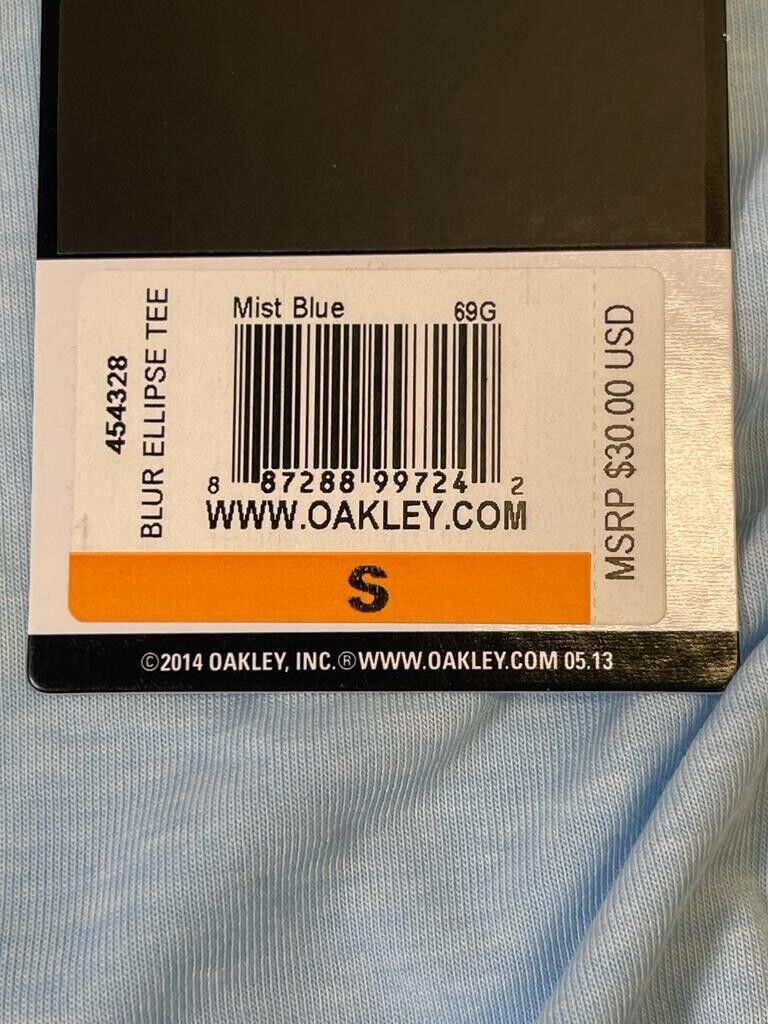 454328
BLUR ELLIPSE TEE
Mist Blue 69G
8 87288 99724 2
WWW.OAKLEY.COM
MSRP $30.00 USD
S
©2014 OAKLEY, INC.® WWW.OAKLEY.COM 05.13